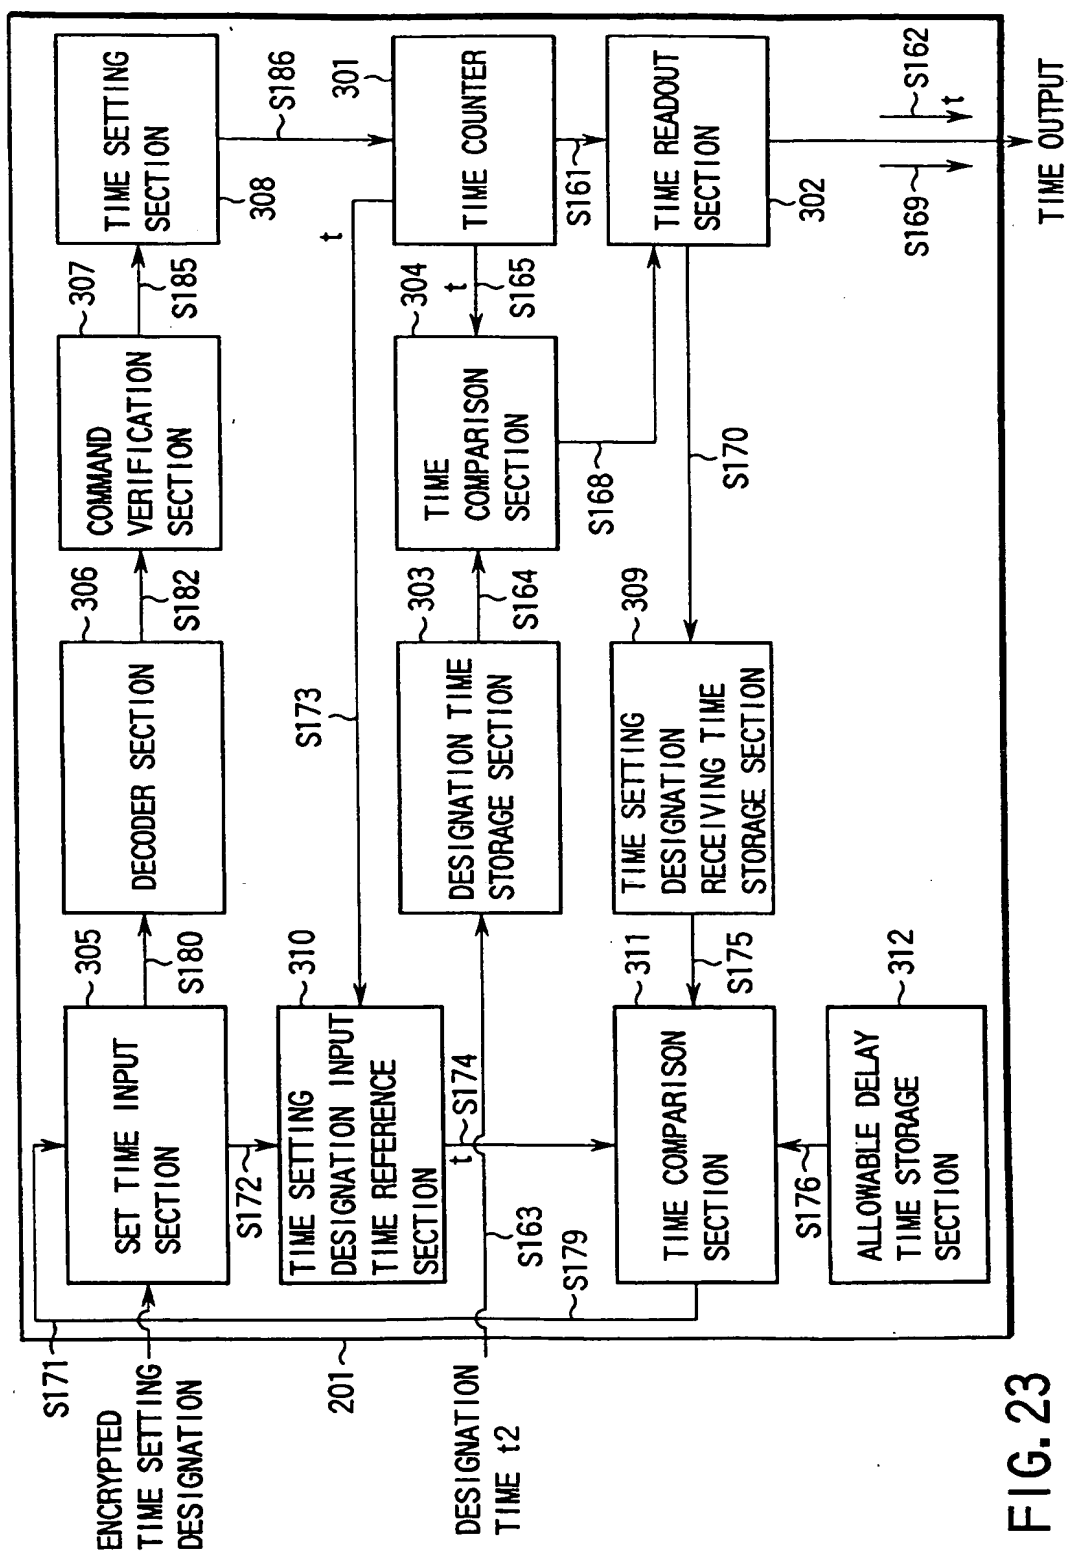 ENCRYPTED
TIME SETTING
DESIGNATION
S171
201
SET TIME INPUT
SECTION
305
S180
DECODER SECTION
306
S182
COMMAND
VERIFICATION
SECTION
307
S185
TIME SETTING
SECTION
308
S186
S172
TIME SETTING
DESIGNATION INPUT
TIME REFERENCE
SECTION
310
S173
t
TIME COUNTER
301
t
S165
S161
DESIGNATION
TIME t2
S163
t
S174
DESIGNATION TIME
STORAGE SECTION
303
S164
TIME
COMPARISON
SECTION
304
S168
S179
TIME COMPARISON
SECTION
311
S175
TIME SETTING
DESIGNATION
RECEIVING TIME
STORAGE SECTION
309
S170
TIME READOUT
SECTION
302
S176
ALLOWABLE DELAY
TIME STORAGE
SECTION
312
S169
S162
t
TIME OUTPUT
FIG. 23